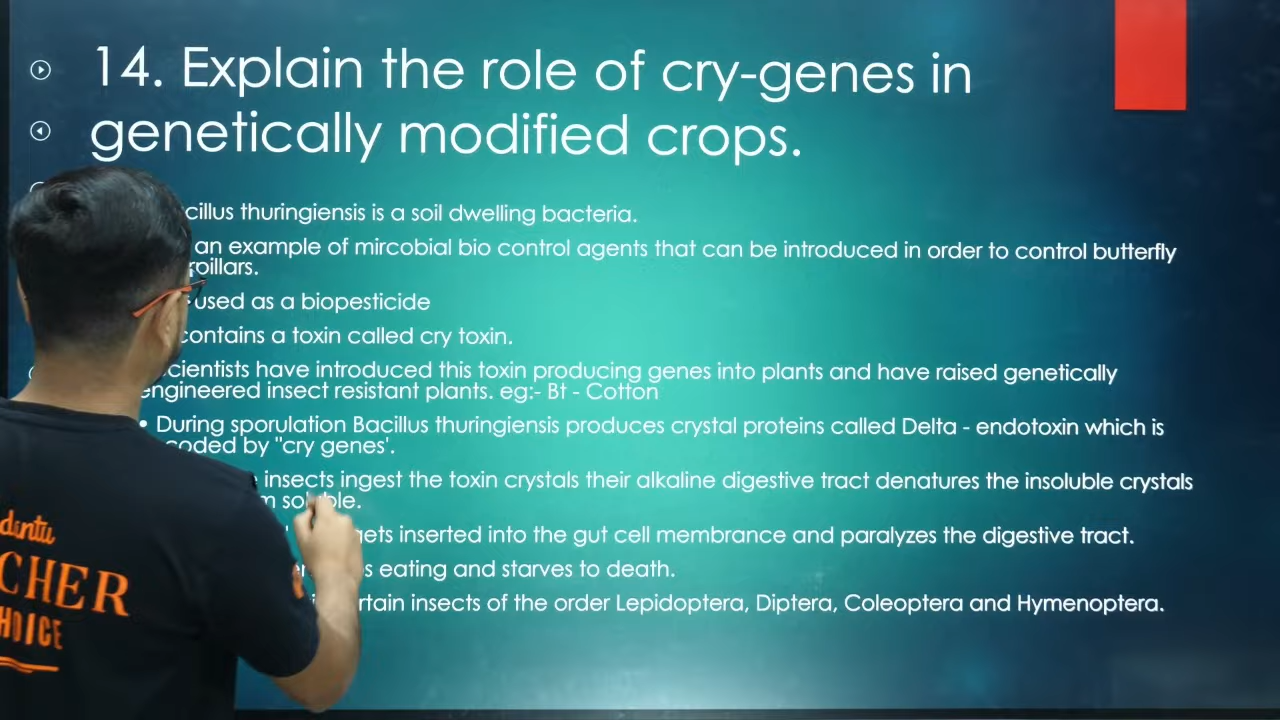 14. Explain the role of cry-genes in
genetically modified crops.
cillus thuringiensis is a soil dwelling bacteria.
an example of mircobial bio control agents that can be introduced in order to control butterfly
rpillars.
used as a biopesticide
contains a toxin called cry toxin.
cientists have introduced this toxin producing genes into plants and have raised genetically
engineered insect resistant plants. eg:- Bt - Cotton
• During sporulation Bacillus thuringiensis produces crystal proteins called Delta - endotoxin which is
oded by "cry genes'.
insects ingest the toxin crystals their alkaline digestive tract denatures the insoluble crystals
gets inserted into the gut cell membrance and paralyzes the digestive tract.
eating and starves to death.
rtain insects of the order Lepidoptera, Diptera, Coleoptera and Hymenoptera.
dentu
CHER
HOICE